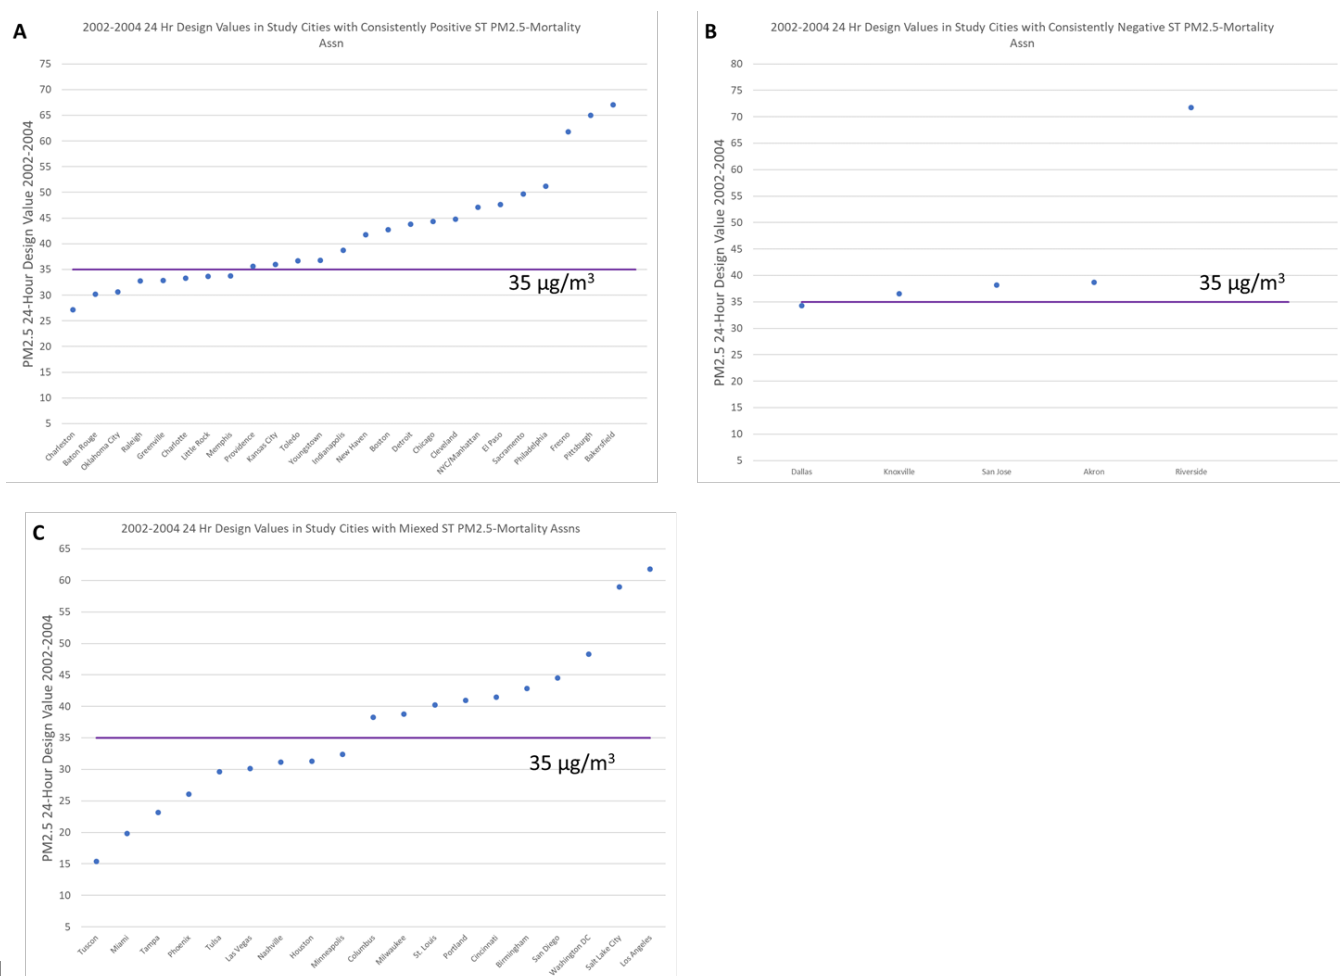 A
2002-2004 24 Hr Design Values in Study Cities with Consistently Positive ST PM2.5-Mortality
Assn
PM2.5 24-Hour Design Value 2002-2004
75
70
65
60
55
50
45
40
35
30
25
20
15
10
5
35 µg/m³
Charleston
Baton Rouge
Oklahoma City
Raleigh
Greenville
Charlotte
Little Rock
Memphis
Providence
Kansas City
Toledo
Youngstown
Indianapolis
New Haven
Boston
Detroit
Chicago
Cleveland
NYC/Manhattan
El Paso
Sacramento
Philadelphia
Fresno
Pittsburgh
Bakersfield
B
2002-2004 24 Hr Design Values in Study Cities with Consistently Negative ST PM2.5-Mortality
Assn
PM2.5 24-Hour Design Value 2002-2004
80
75
70
65
60
55
50
45
40
35
30
25
20
15
10
5
35 µg/m³
Dallas
Knoxville
San Jose
Akron
Riverside
C
2002-2004 24 Hr Design Values in Study Cities with Miexed ST PM2.5-Mortality Assns
PM2.5 24-Hour Design Value 2002-2004
65
60
55
50
45
40
35
30
25
20
15
10
5
35 µg/m³
Tuscon
Miami
Tampa
Phoenix
Tulsa
Las Vegas
Nashville
Houston
Minneapolis
Columbus
Milwaukee
St. Louis
Portland
Cincinnati
Birmingham
San Diego
Washington DC
Salt Lake City
Los Angeles